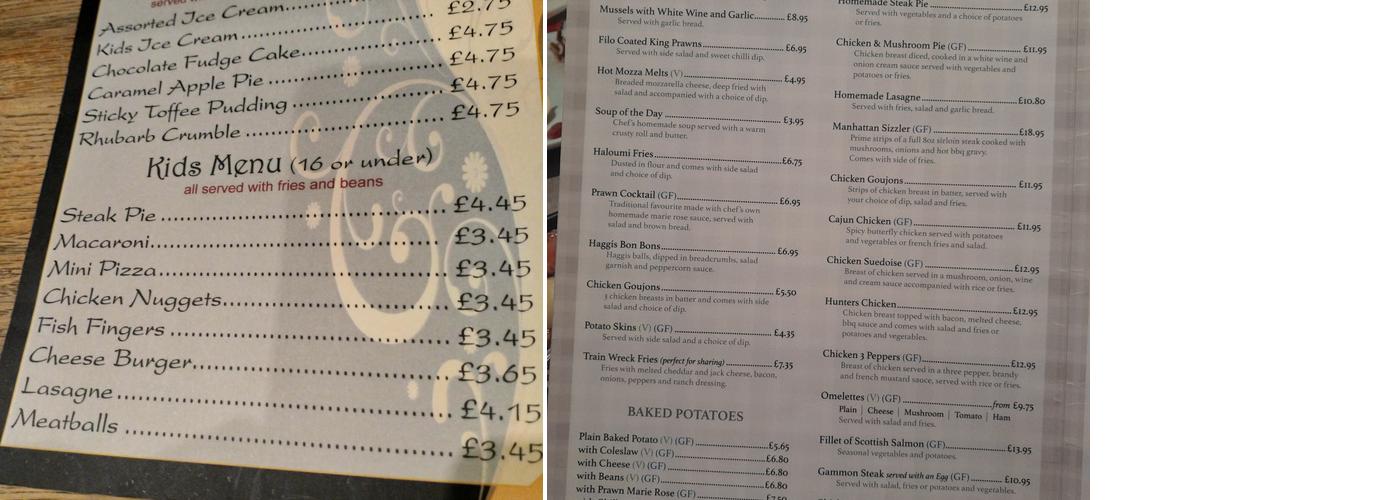 Assorted Ice Cream
£2.75
Kids Ice Cream
£4.75
Chocolate Fudge Cake
£4.75
Caramel Apple Pie
£4.75
Sticky Toffee Pudding
£4.75
Rhubarb Crumble
Kids Menu (16 or under)
all served with fries and beans
Steak Pie £4.45
Macaroni £3.45
Mini Pizza £3.45
Chicken Nuggets £3.45
Fish Fingers £3.45
Cheese Burger £3.65
Lasagne £4.15
Meatballs £3.45
Mussels with White Wine and Garlic £8.95
Served with garlic bread.
Filo Coated King Prawns £6.95
Served with side salad and sweet chilli dip.
Hot Mozza Melts (V) £4.95
Breaded mozzarella cheese, deep fried with
salad and accompanied with a choice of dip.
Soup of the Day £3.95
Chef's homemade soup served with a warm
crusty roll and butter.
Haloumi Fries £6.75
Dusted in flour and comes with side salad
and choice of dip.
Prawn Cocktail (GF) £6.95
Traditional favourite made with chef's own
homemade marie rose sauce, served with
salad and brown bread.
Haggis Bon Bons £6.95
Haggis balls, dipped in breadcrumbs, salad
garnish and peppercorn sauce.
Chicken Goujons £5.50
3 chicken breasts in batter and comes with side
salad and choice of dip.
Potato Skins (V) (GF) £4.35
Served with side salad and a choice of dip.
Train Wreck Fries (perfect for sharing) £7.35
Fries with melted cheddar and jack cheese, bacon,
onions, peppers and ranch dressing.
BAKED POTATOES
Plain Baked Potato (V) (GF) £5.65
with Coleslaw (V) (GF) £6.80
with Cheese (V) (GF) £6.80
with Beans (V) (GF) £6.80
with Prawn Marie Rose (GF) £7.50
Homemade Steak Pie £12.95
Served with vegetables and a choice of potatoes
or fries.
Chicken & Mushroom Pie (GF) £11.95
Chicken breast diced, cooked in a white wine and
onion cream sauce served with vegetables and
potatoes or fries.
Homemade Lasagne £10.80
Served with fries, salad and garlic bread.
Manhattan Sizzler (GF) £18.95
Prime strips of a full 8oz sirloin steak cooked with
mushrooms, onions and hot bbq gravy.
Comes with side of fries.
Chicken Goujons £11.95
Strips of chicken breast in batter, served with
your choice of dip, salad and fries.
Cajun Chicken (GF) £11.95
Spicy butterfly chicken served with potatoes
and vegetables or french fries and salad.
Chicken Suedoise (GF) £12.95
Breast of chicken served in a mushroom, onion, wine
and cream sauce accompanied with rice or fries.
Hunters Chicken £12.95
Chicken breast topped with bacon, melted cheese,
bbq sauce and comes with salad and fries or
potatoes and vegetables.
Chicken 3 Peppers (GF) £12.95
Breast of chicken served in a three pepper, brandy
and french mustard sauce, served with rice or fries.
Omelettes (V) (GF) from £9.75
Plain | Cheese | Mushroom | Tomato | Ham
Served with salad and fries.
Fillet of Scottish Salmon (GF) £13.95
Seasonal vegetables and potatoes.
Gammon Steak served with an Egg (GF) £10.95
Served with salad, fries or potatoes and vegetables.